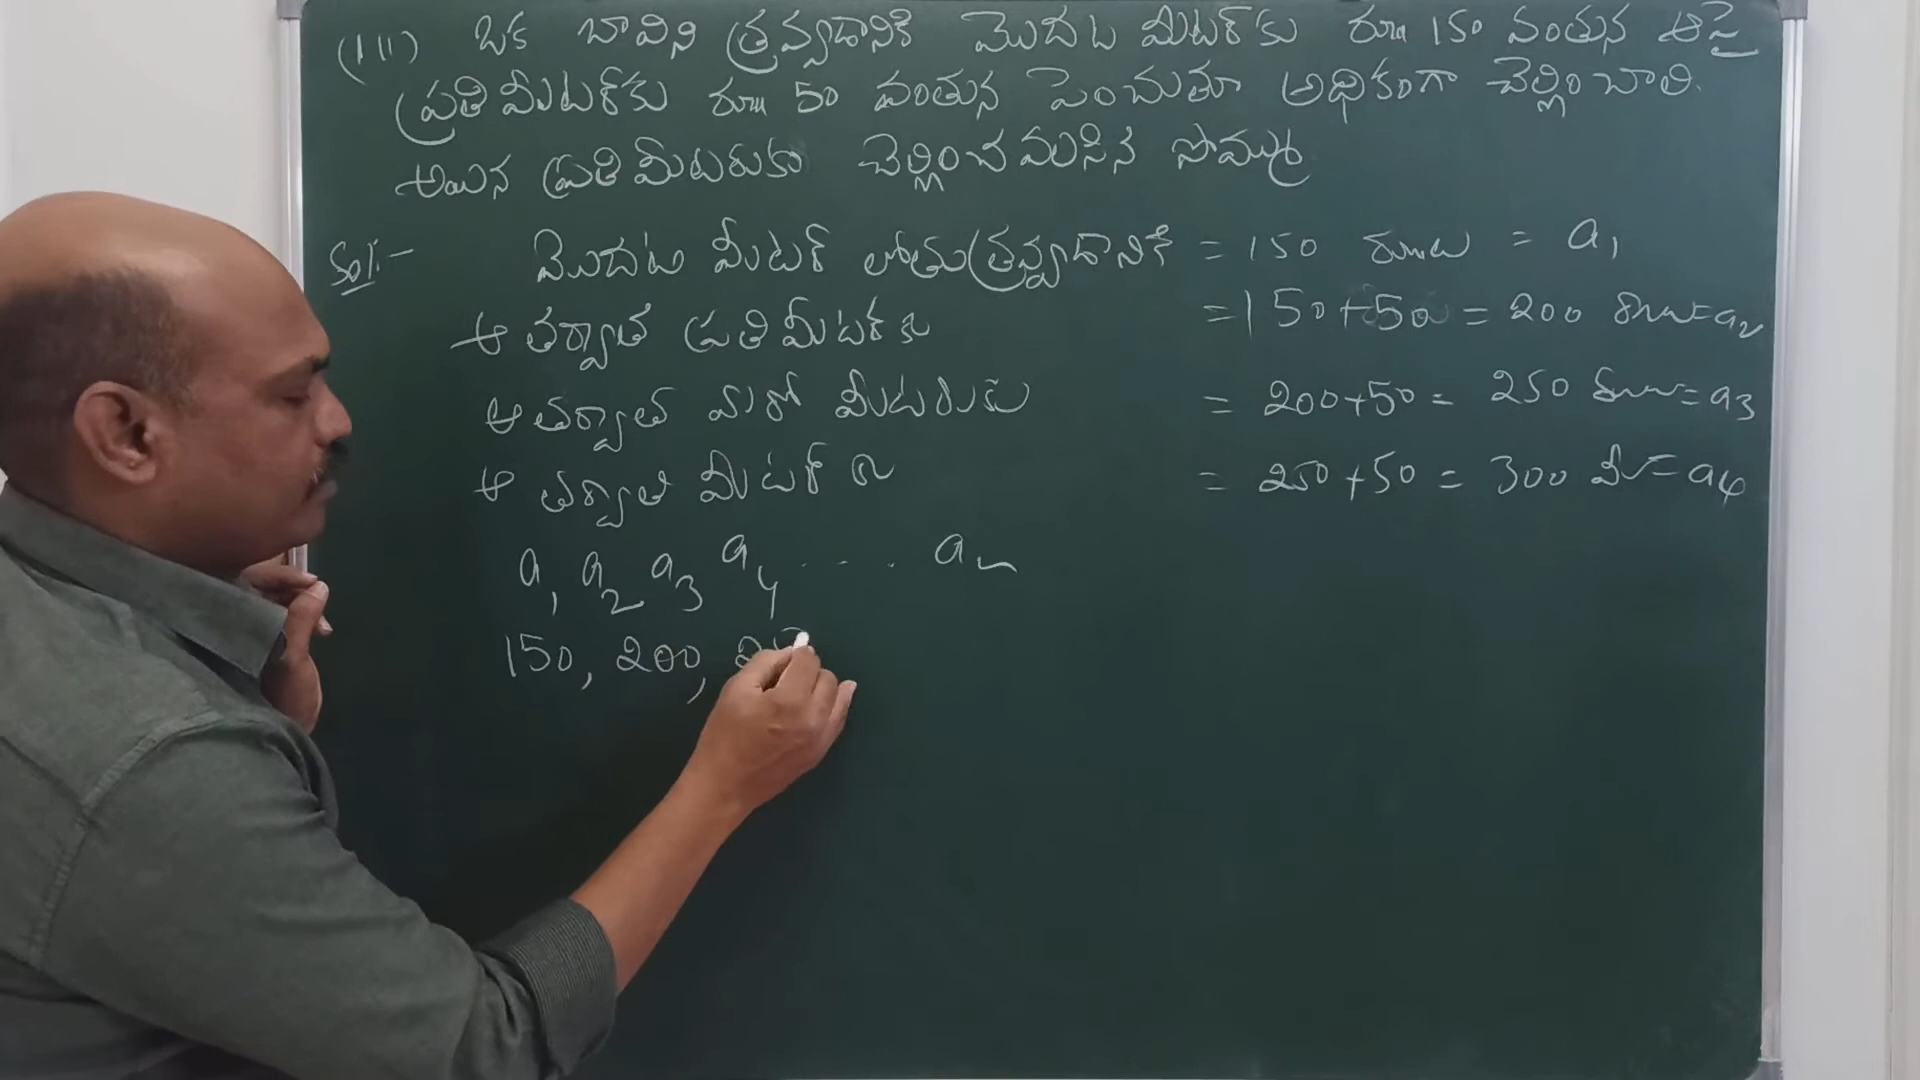 (III) ఒక బావిని త్రవ్వడానికి మొదట మీటర్‌కు రూ॥ 150 వంతున ఆపై
ప్రతి మీటర్‌కు రూ॥ 50 వంతున పెంచుతూ అధికంగా చెల్లించాలి.
అయిన ప్రతి మీటరుకు చెల్లించవలసిన సొమ్ము
Sol:- మొదట మీటర్ లోతు త్రవ్వడానికి = 150 రూ॥లు = a1
ఆ తర్వాత ప్రతి మీటర్‌కు = 150+50 = 200 రూ॥లు = a2
ఆ తర్వాత మరో మీటరుకు = 200+50 = 250 రూ॥లు = a3
ఆ తర్వాత మీటర్ కు = 250+50 = 300 = a4
a1 a2 a3 a4 .... an
150, 200, 25